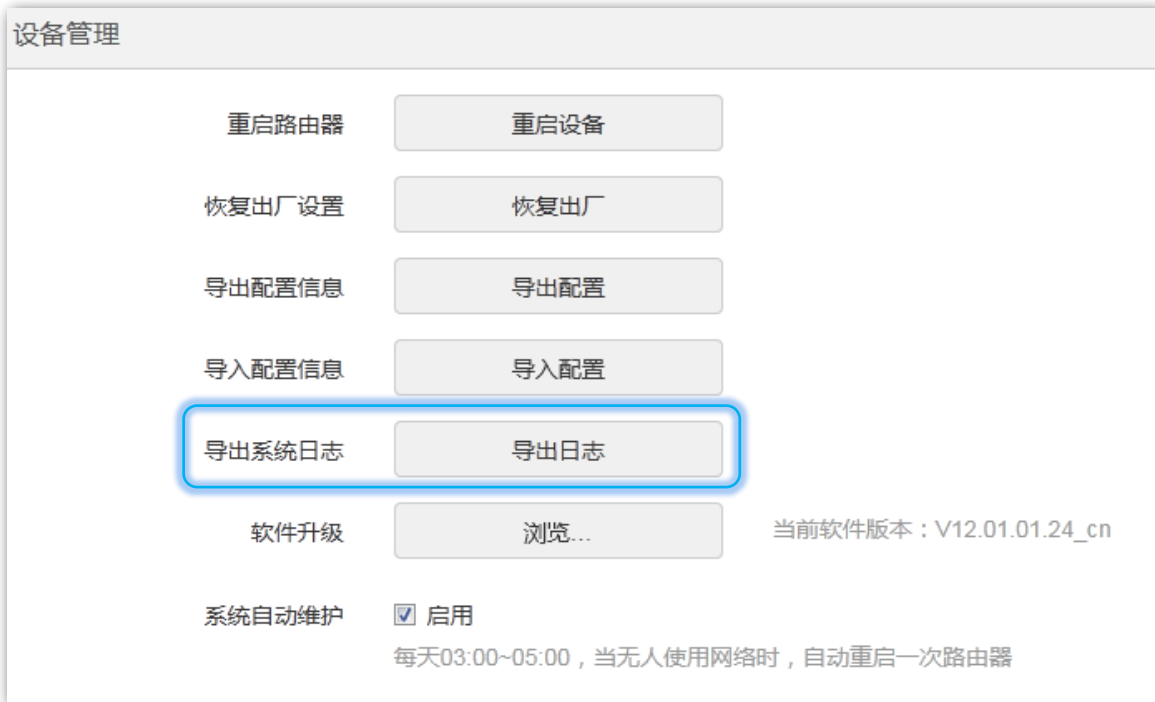 设备管理
重启路由器 重启设备
恢复出厂设置 恢复出厂
导出配置信息 导出配置
导入配置信息 导入配置
导出系统日志 导出日志
软件升级 浏览... 当前软件版本：V12.01.01.24_cn
系统自动维护 启用
每天03:00~05:00，当无人使用网络时，自动重启一次路由器